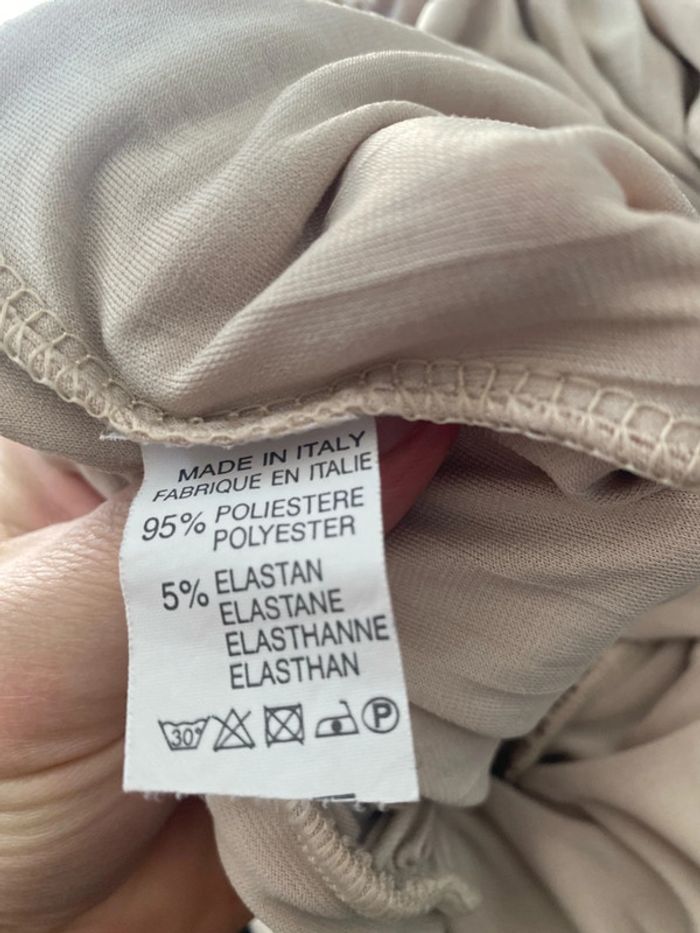 MADE IN ITALY
FABRIQUE EN ITALIE
95% POLIESTERE
POLYESTER
5% ELASTAN
ELASTANE
ELASTHANNE
ELASTHAN
30° P